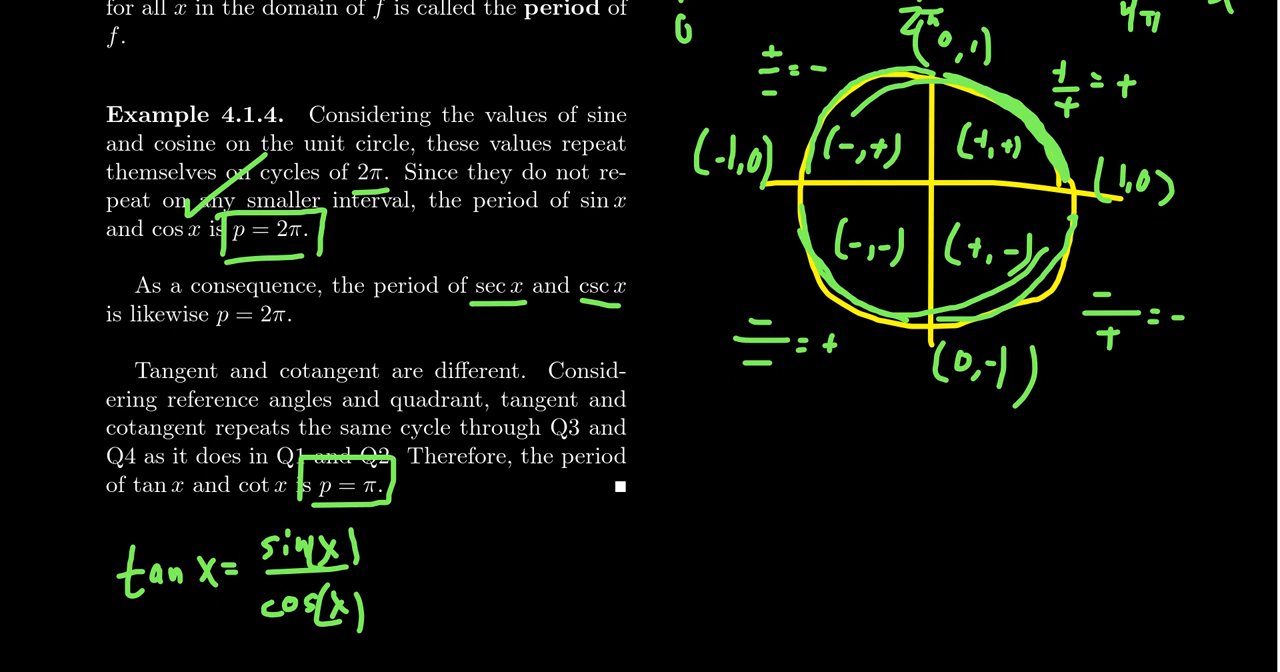 for all x in the domain of f is called the period of
f.
Example 4.1.4. Considering the values of sine
and cosine on the unit circle, these values repeat
themselves on cycles of 2π. Since they do not re-
peat on any smaller interval, the period of sin x
and cos x is p = 2π.
As a consequence, the period of sec x and csc x
is likewise p = 2π.
Tangent and cotangent are different. Consid-
ering reference angles and quadrant, tangent and
cotangent repeats the same cycle through Q3 and
Q4 as it does in Q1 and Q2. Therefore, the period
of tan x and cot x is p = π.
tan x = sin(x)
cos(x)
(0,1)
+/- = -
+/+ = +
(-1,0)
(-,+)
(+,+)
(1,0)
(-,-)
(+,-)
-/- = +
-/+ = -
(0,-1)